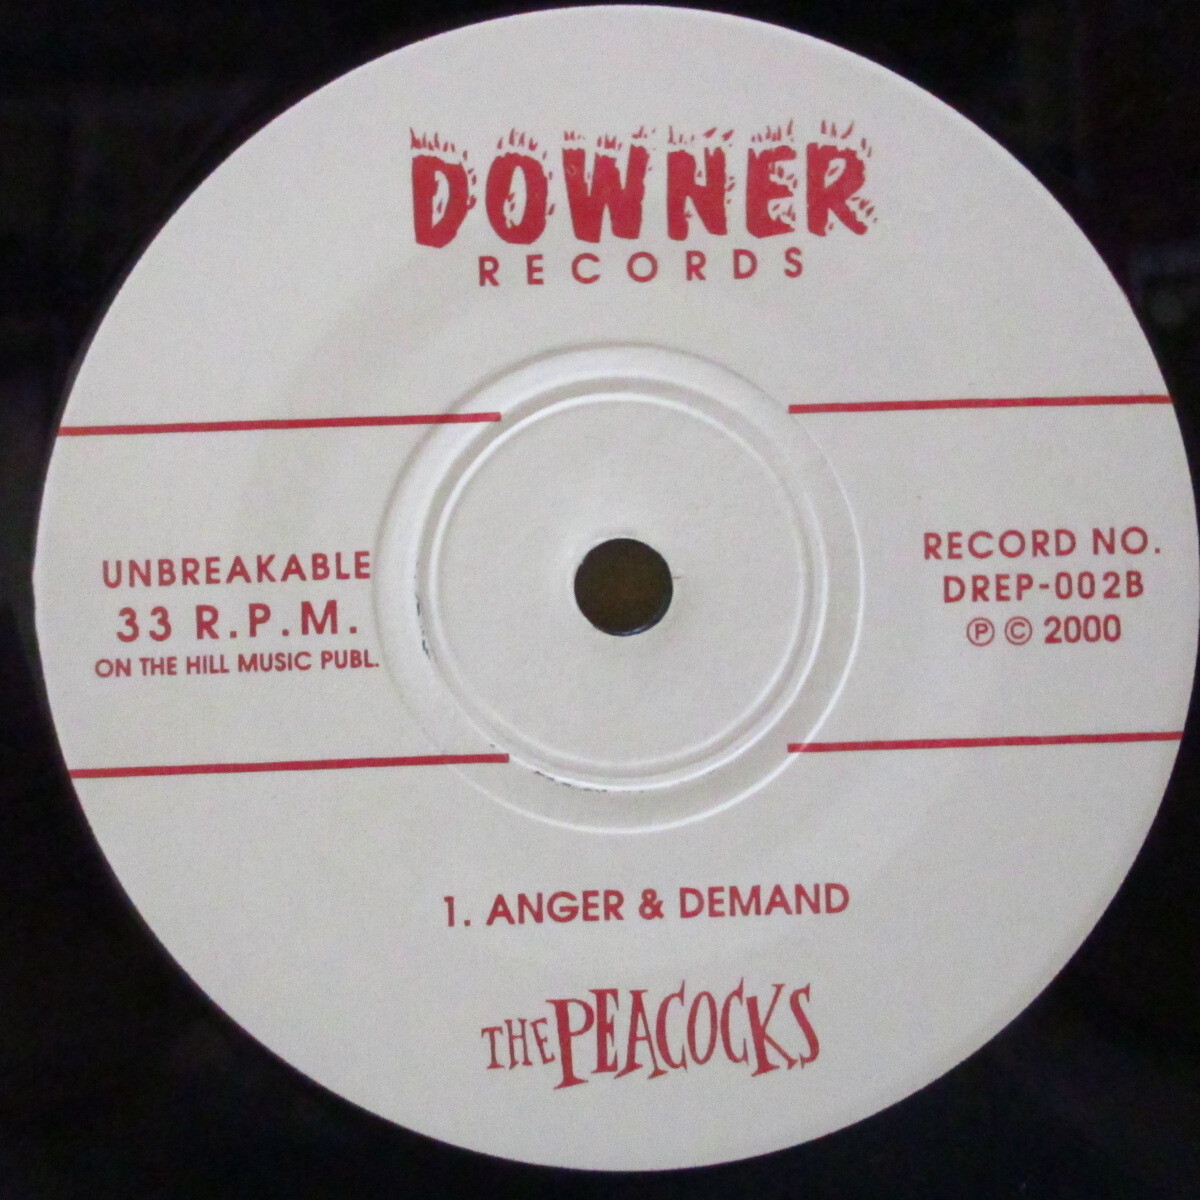 DOWNER
RECORDS
UNBREAKABLE
33 R.P.M.
ON THE HILL MUSIC PUBL.
RECORD NO.
DREP-002B
℗ © 2000
1. ANGER & DEMAND
THE PEACOCKS